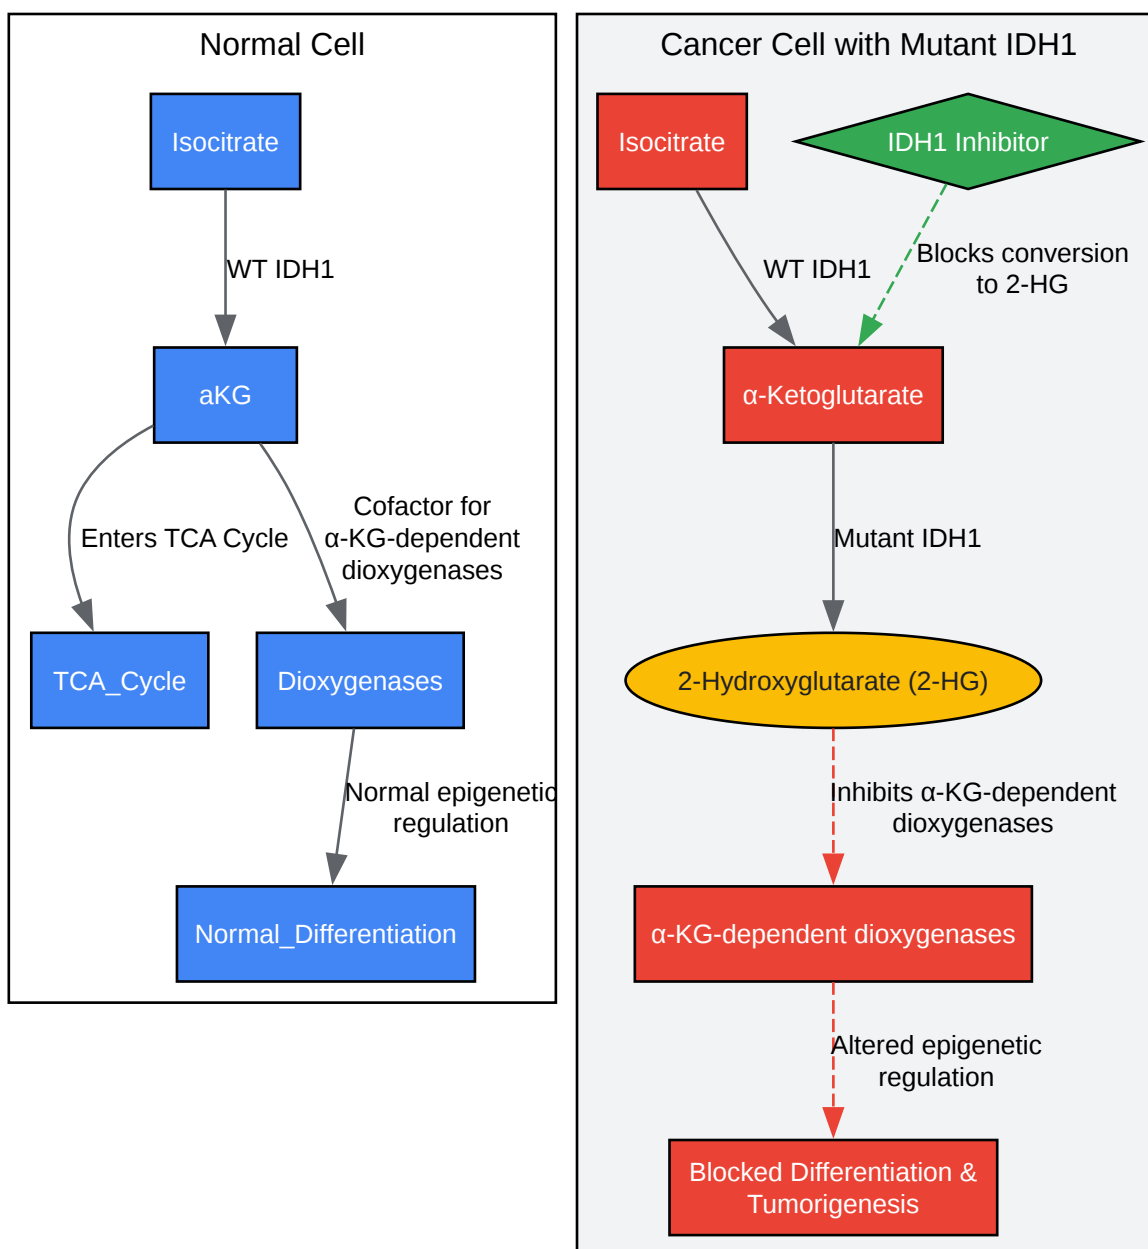 Normal Cell
Isocitrate
WT IDH1
aKG
Enters TCA Cycle
Cofactor for
α-KG-dependent
dioxygenases
TCA_Cycle
Dioxygenases
Normal epigenetic
regulation
Normal_Differentiation
Cancer Cell with Mutant IDH1
Isocitrate
IDH1 Inhibitor
WT IDH1
Blocks conversion
to 2-HG
α-Ketoglutarate
Mutant IDH1
2-Hydroxyglutarate (2-HG)
Inhibits α-KG-dependent
dioxygenases
α-KG-dependent dioxygenases
Altered epigenetic
regulation
Blocked Differentiation &
Tumorigenesis